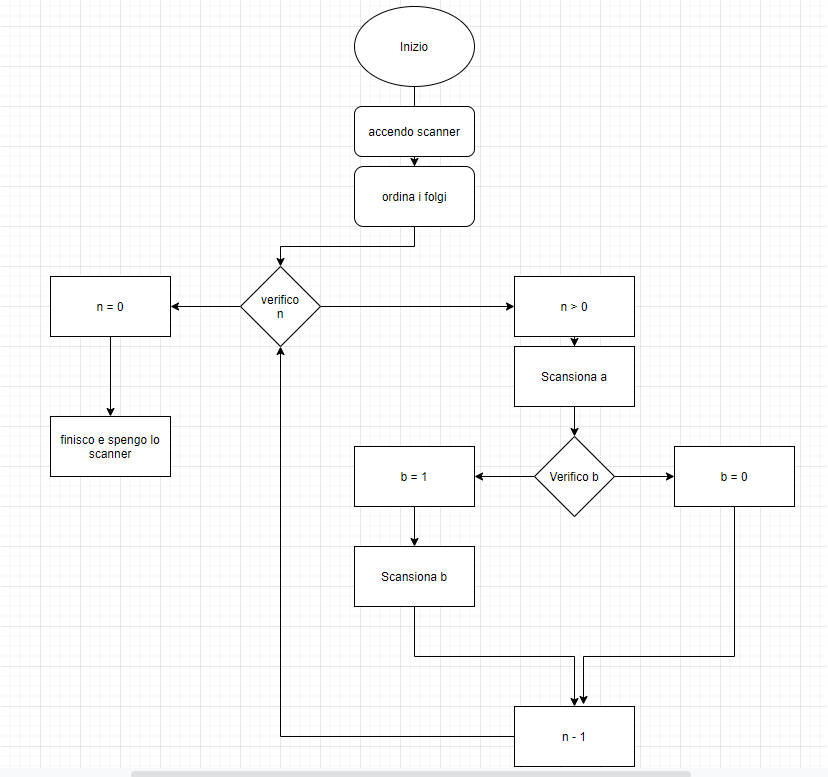 Inizio
accendo scanner
ordina i folgi
verifico
n
n = 0
n > 0
Scansiona a
finisco e spengo lo
scanner
b = 1
Verifico b
b = 0
Scansiona b
n - 1